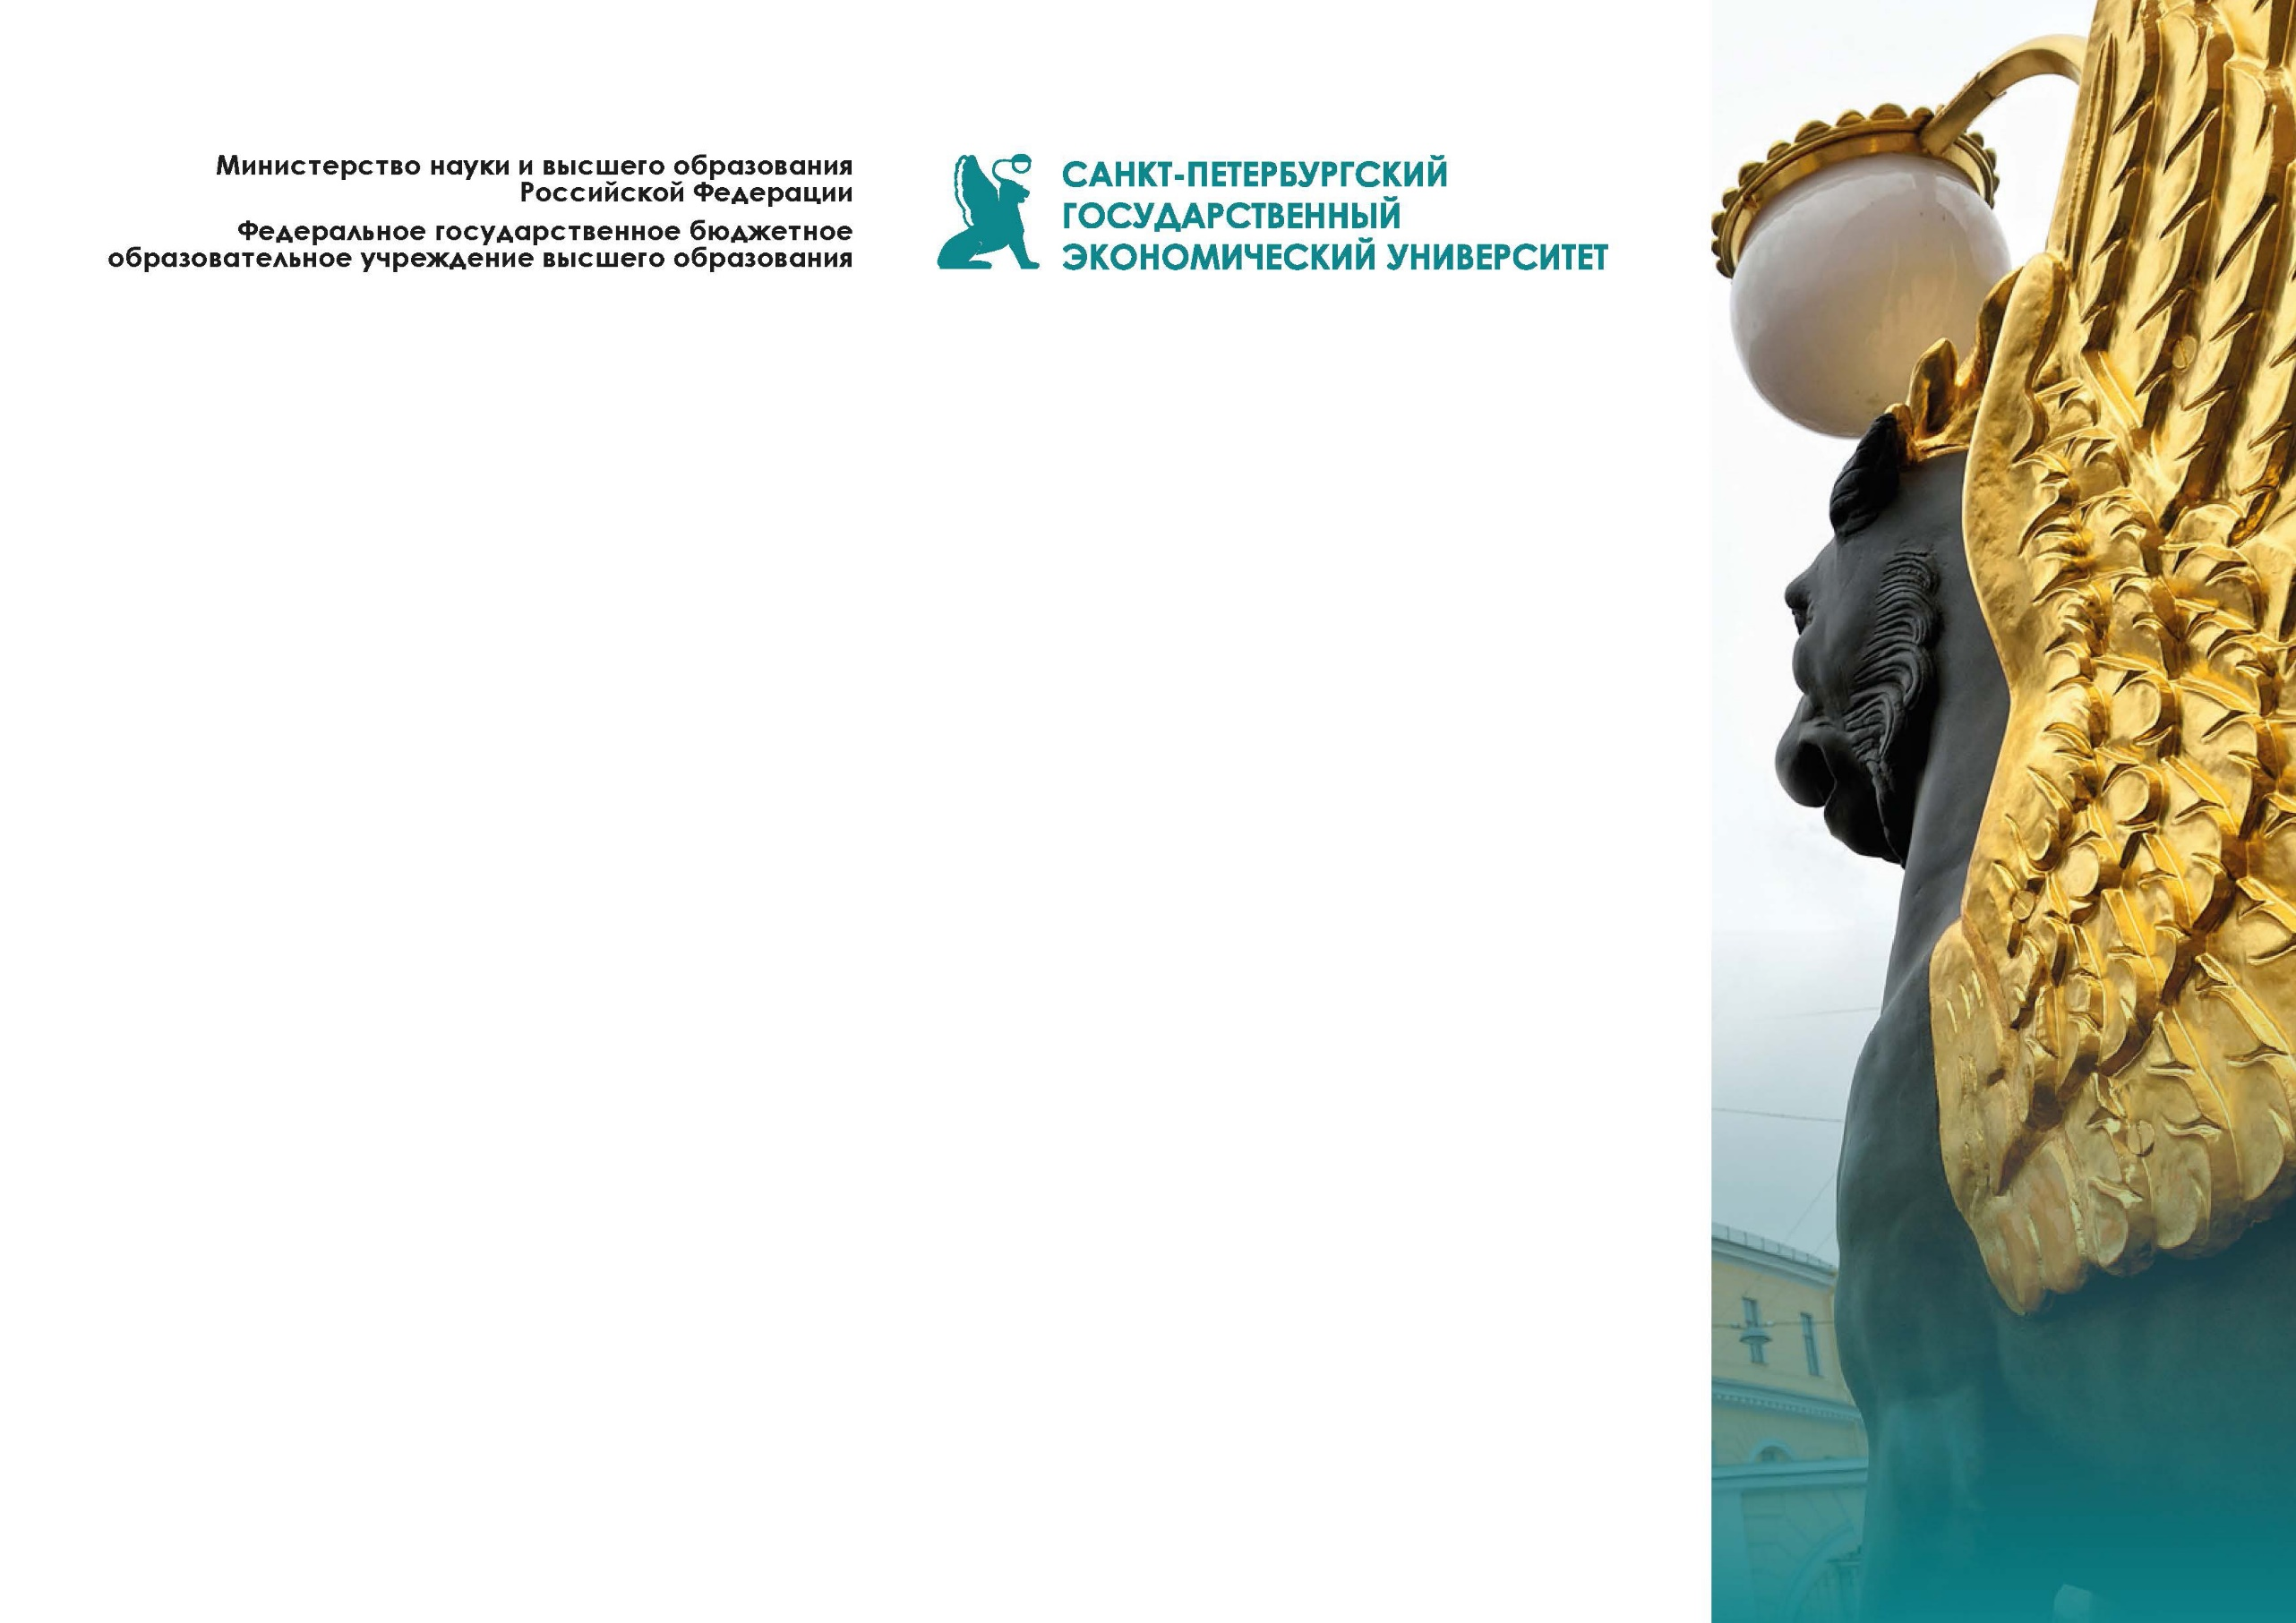 Министерство науки и высшего образования
Российской Федерации
Федеральное государственное бюджетное
образовательное учреждение высшего образования
САНКТ-ПЕТЕРБУРГСКИЙ
ГОСУДАРСТВЕННЫЙ
ЭКОНОМИЧЕСКИЙ УНИВЕРСИТЕТ